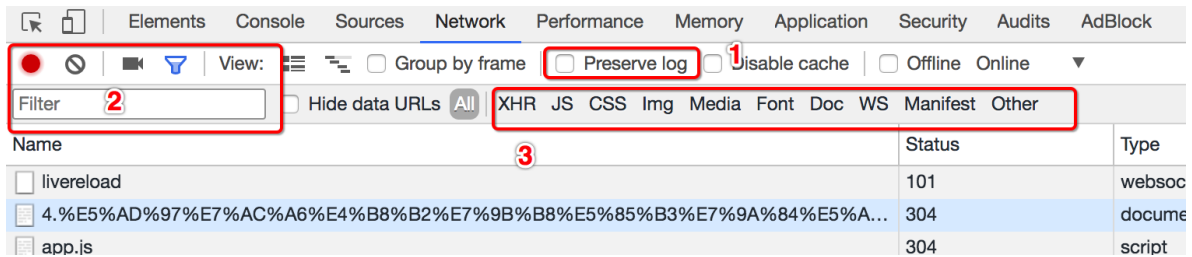 Elements Console Sources Network Performance Memory Application Security Audits AdBlock
View: Group by frame Preserve log 1 Disable cache Offline Online
Filter 2 Hide data URLs All XHR JS CSS Img Media Font Doc WS Manifest Other
Name 3 Status Type
livereload 101 websoc
4.%E5%AD%97%E7%AC%A6%E4%B8%B2%E7%9B%B8%E5%85%B3%E7%9A%84%E5%A... 304 docume
app.js 304 script